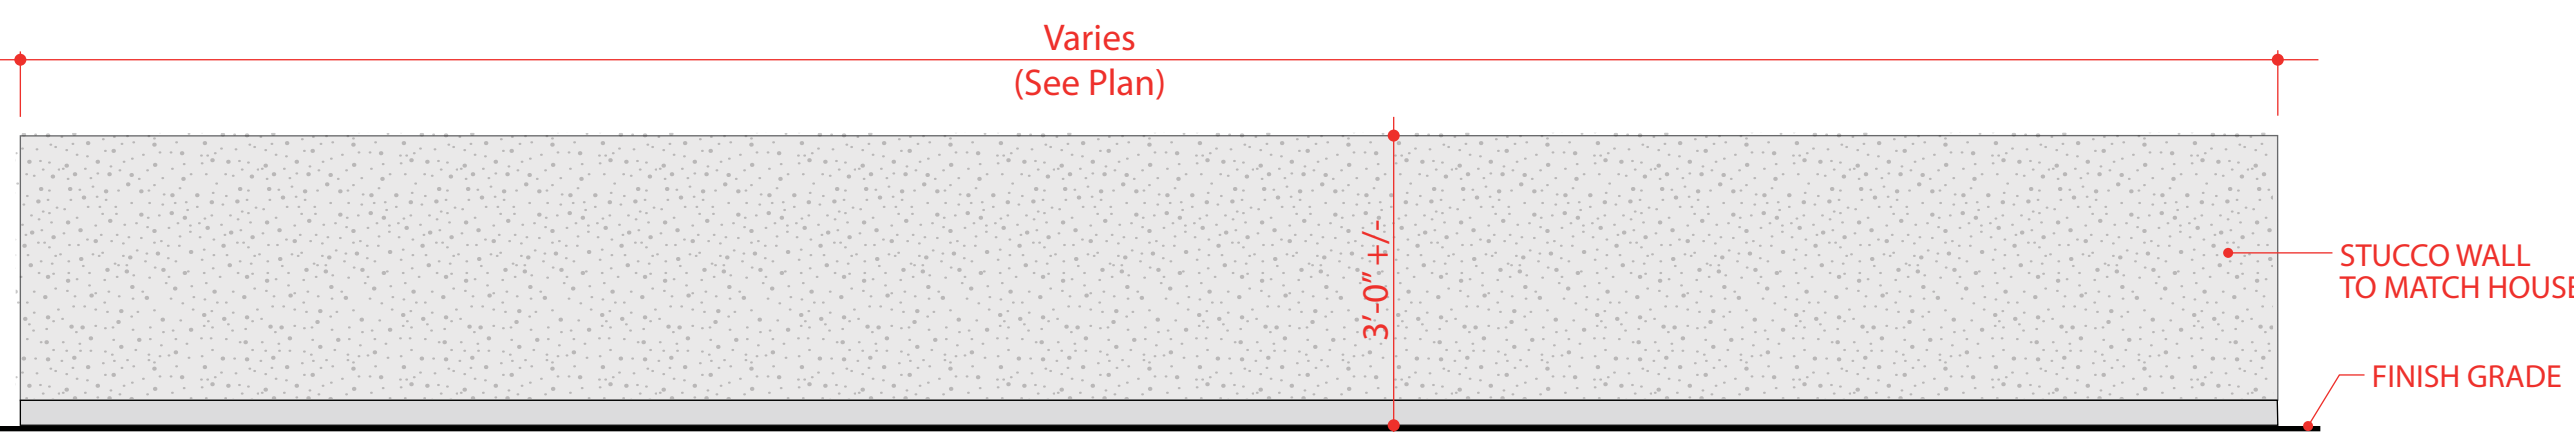 Varies
(See Plan)
3'-0" +/-
STUCCO WALL
TO MATCH HOUSE
FINISH GRADE